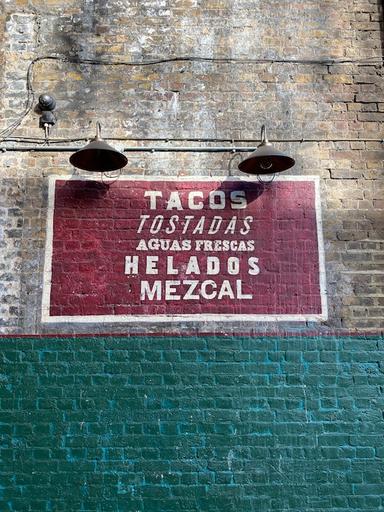 TACOS
TOSTADAS
AGUAS FRESCAS
HELADOS
MEZCAL